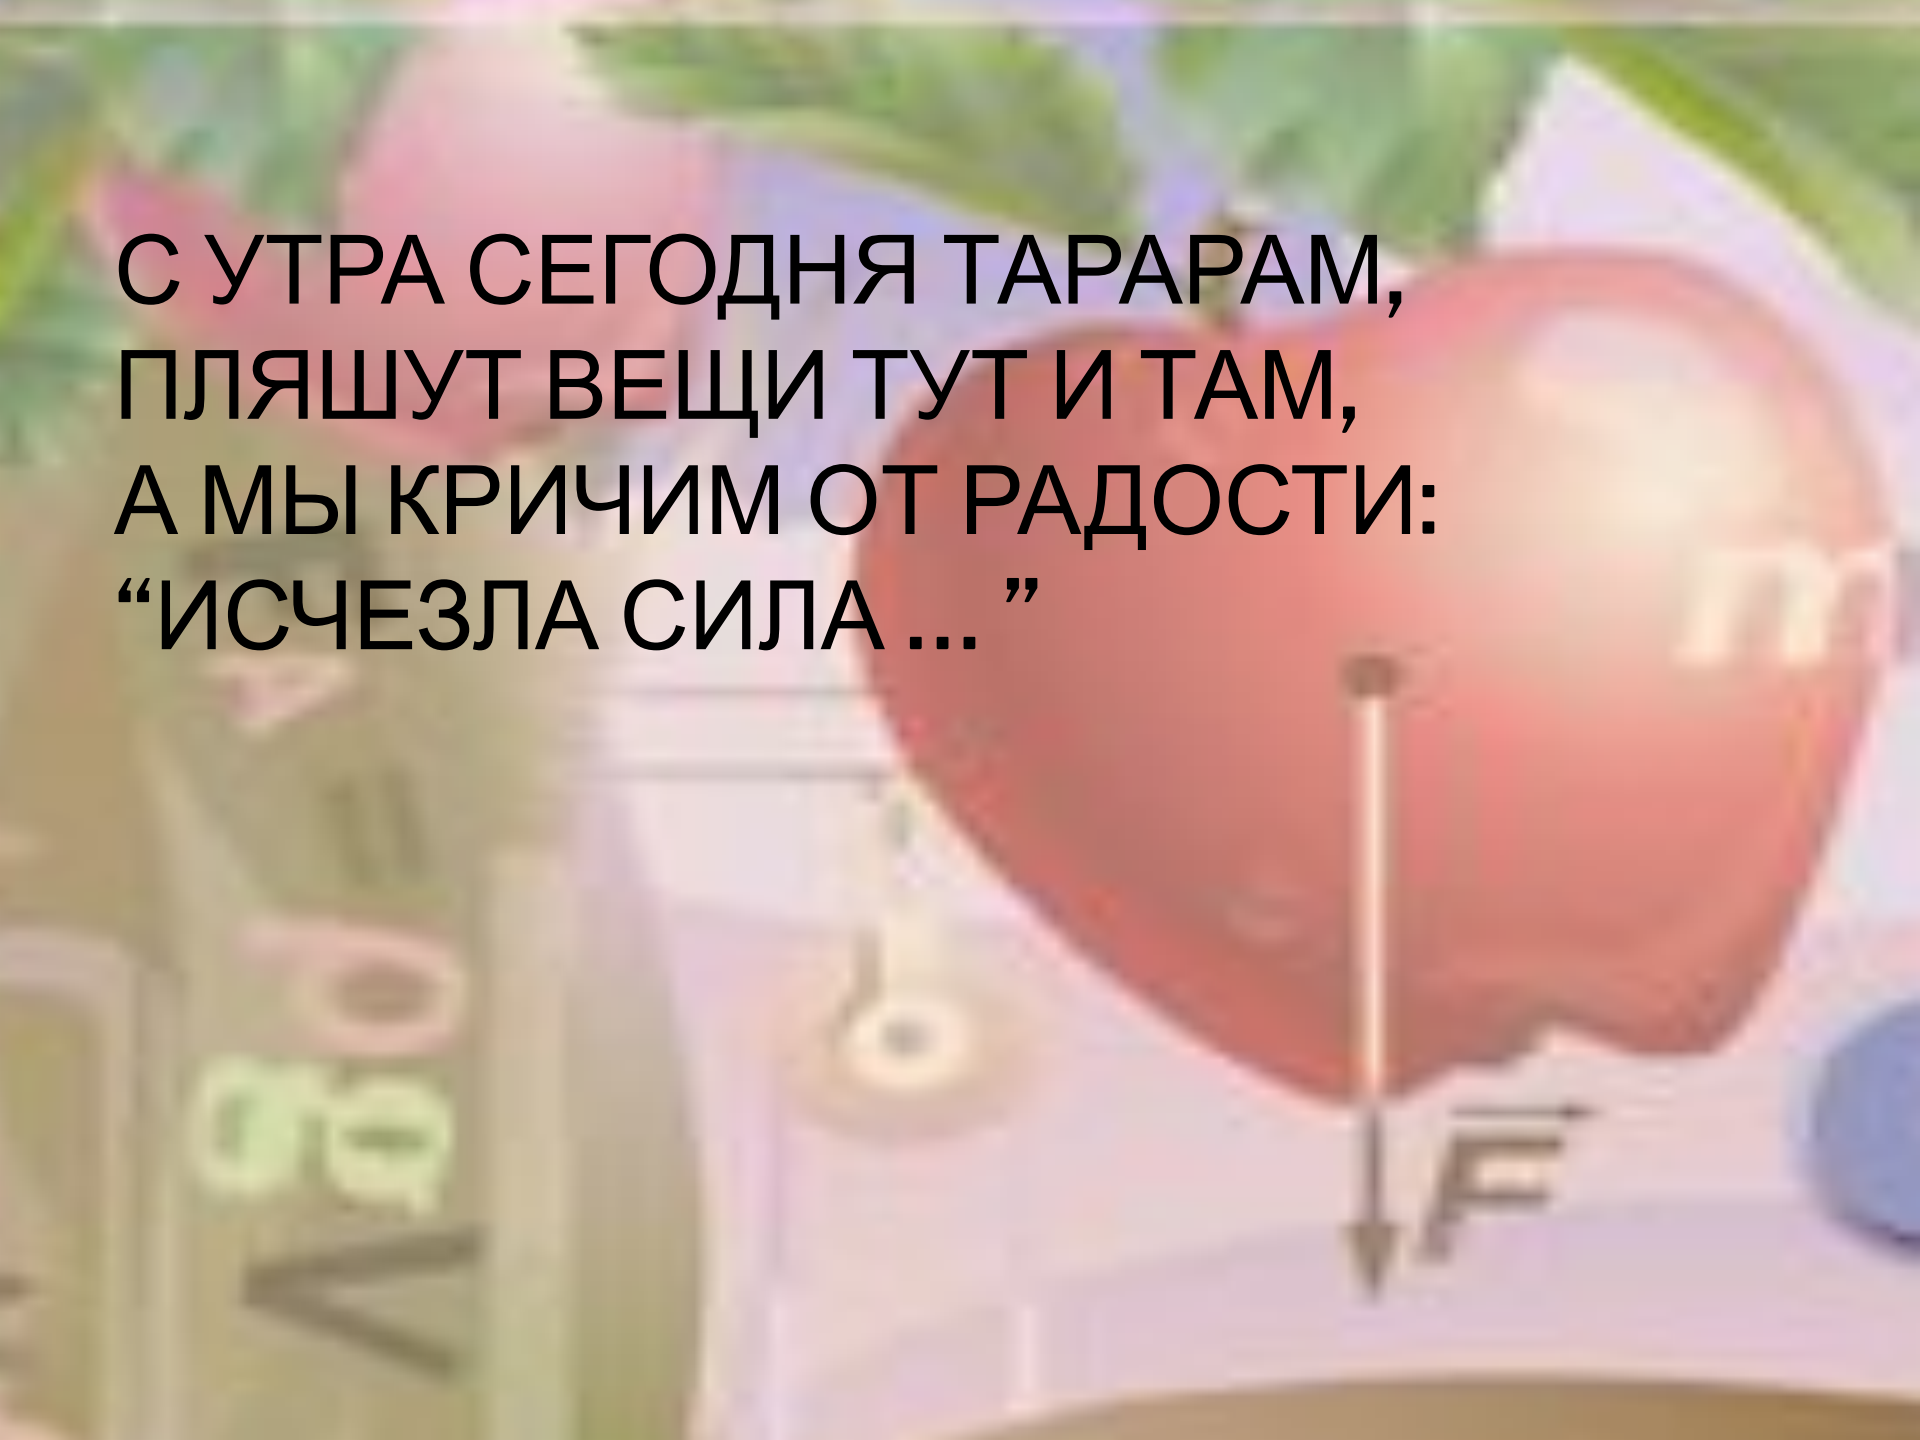 С УТРА СЕГОДНЯ ТАРАРАМ,
ПЛЯШУТ ВЕЩИ ТУТ И ТАМ,
А МЫ КРИЧИМ ОТ РАДОСТИ:
“ИСЧЕЗЛА СИЛА ...”
m
F